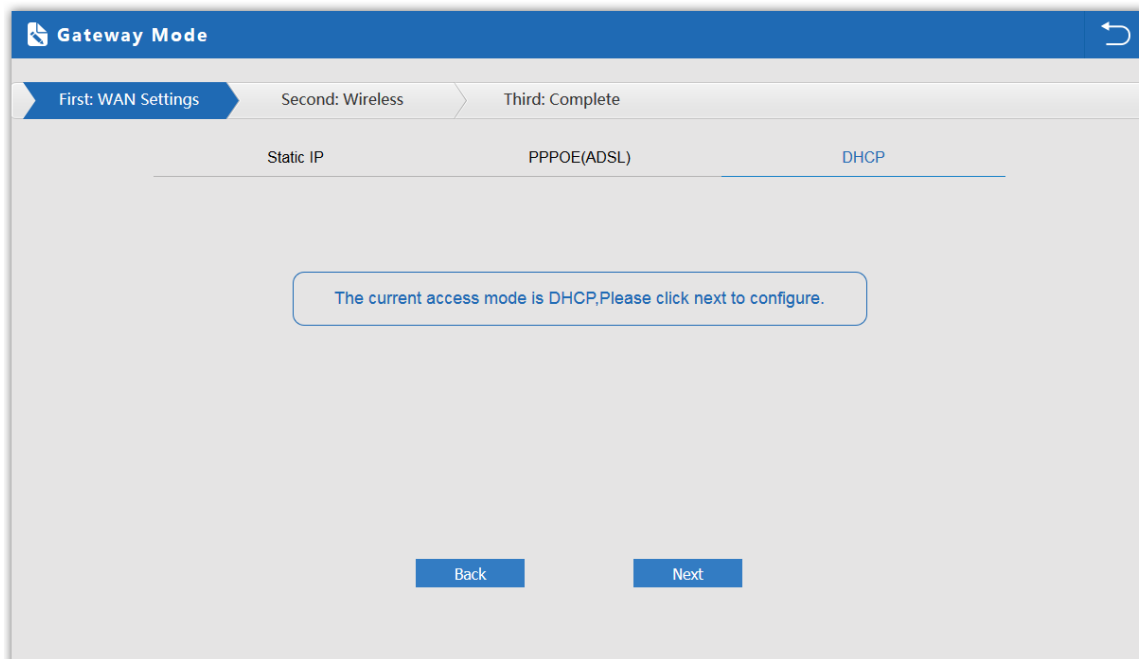 Gateway Mode
First: WAN Settings Second: Wireless Third: Complete
Static IP PPPOE(ADSL) DHCP
The current access mode is DHCP,Please click next to configure.
Back Next